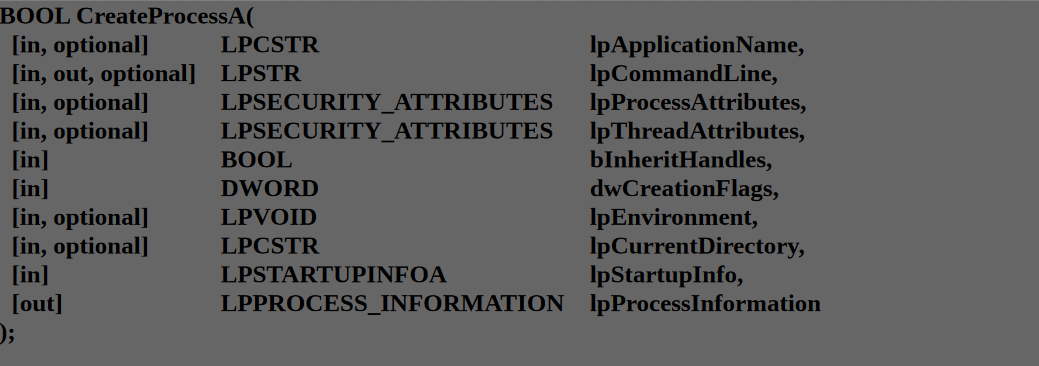 BOOL CreateProcessA(
[in, optional] LPCSTR lpApplicationName,
[in, out, optional] LPSTR lpCommandLine,
[in, optional] LPSECURITY_ATTRIBUTES lpProcessAttributes,
[in, optional] LPSECURITY_ATTRIBUTES lpThreadAttributes,
[in] BOOL bInheritHandles,
[in] DWORD dwCreationFlags,
[in, optional] LPVOID lpEnvironment,
[in, optional] LPCSTR lpCurrentDirectory,
[in] LPSTARTUPINFOA lpStartupInfo,
[out] LPPROCESS_INFORMATION lpProcessInformation
);